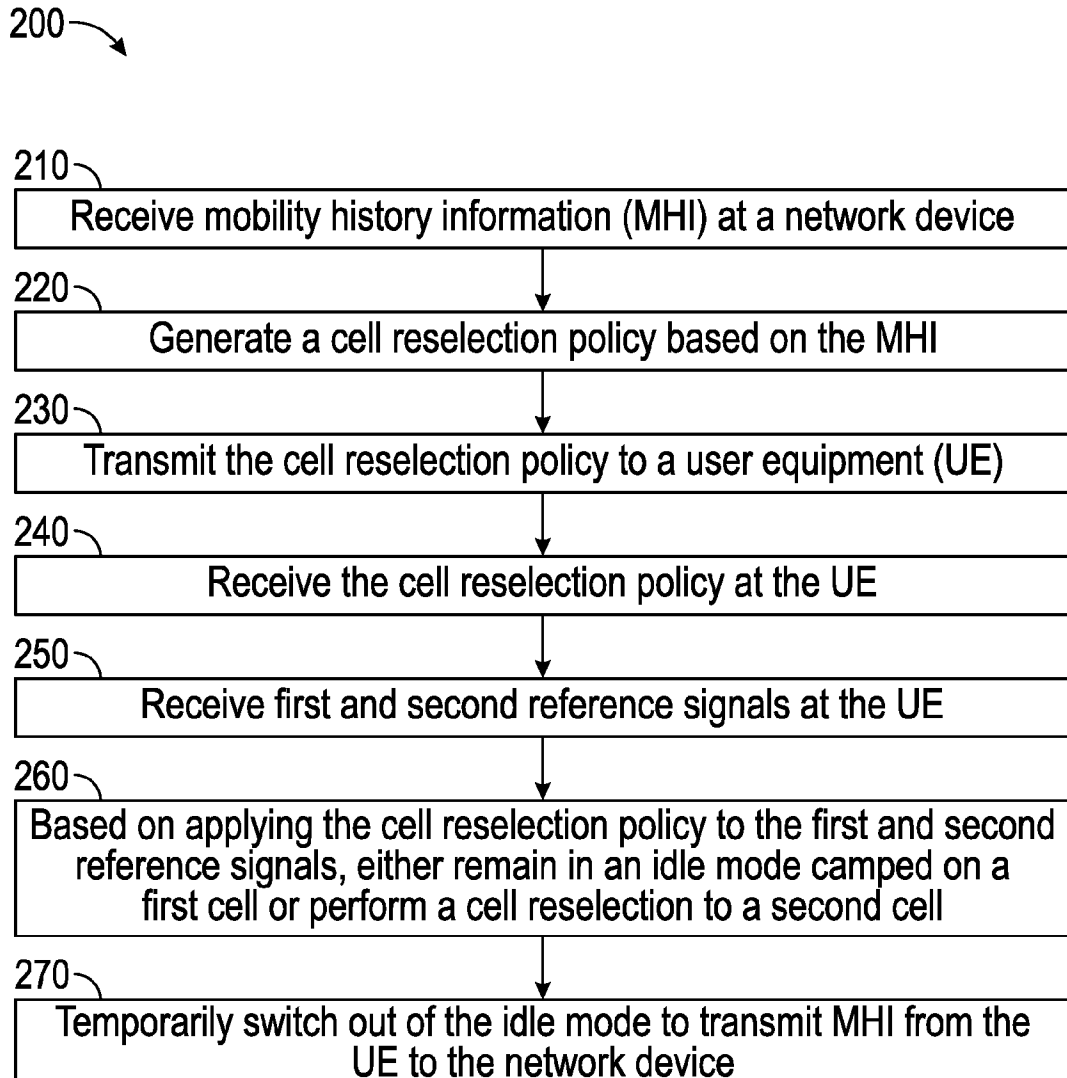 200
210
Receive mobility history information (MHI) at a network device
220
Generate a cell reselection policy based on the MHI
230
Transmit the cell reselection policy to a user equipment (UE)
240
Receive the cell reselection policy at the UE
250
Receive first and second reference signals at the UE
260
Based on applying the cell reselection policy to the first and second
reference signals, either remain in an idle mode camped on a
first cell or perform a cell reselection to a second cell
270
Temporarily switch out of the idle mode to transmit MHI from the
UE to the network device